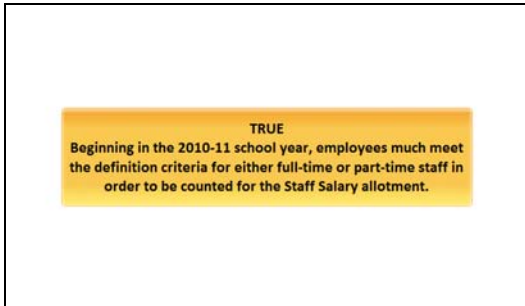 TRUE
Beginning in the 2010-11 school year, employees much meet
the definition criteria for either full-time or part-time staff in
order to be counted for the Staff Salary allotment.